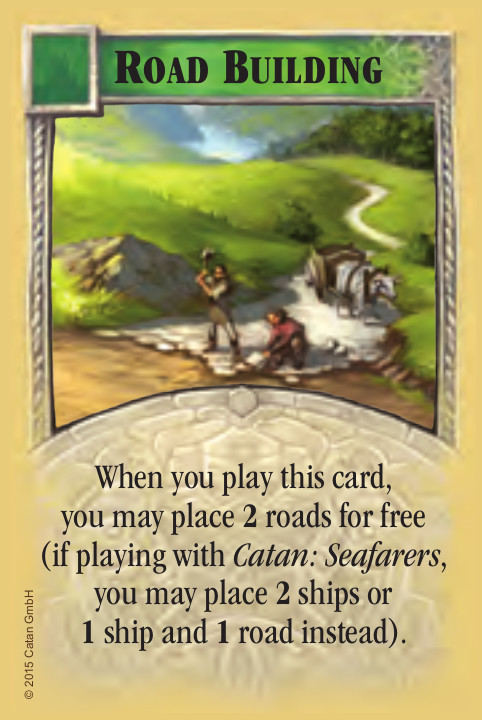 ROAD BUILDING
When you play this card,
you may place 2 roads for free
(if playing with Catan: Seafarers,
you may place 2 ships or
1 ship and 1 road instead).
© 2015 Catan GmbH